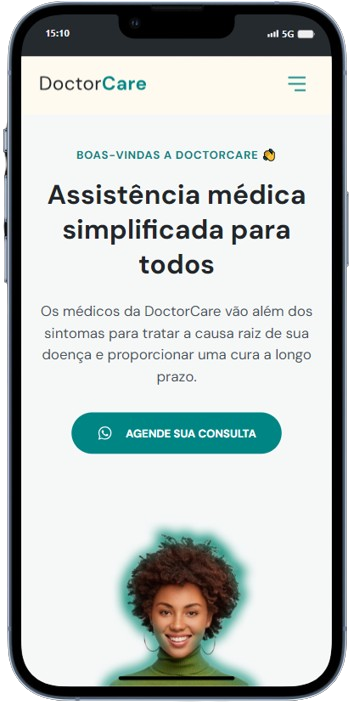 15:10 5G
DoctorCare
BOAS-VINDAS A DOCTORCARE 👋
Assistência médica
simplificada para
todos
Os médicos da DoctorCare vão além dos
sintomas para tratar a causa raiz de sua
doença e proporcionar uma cura a longo
prazo.
AGENDE SUA CONSULTA